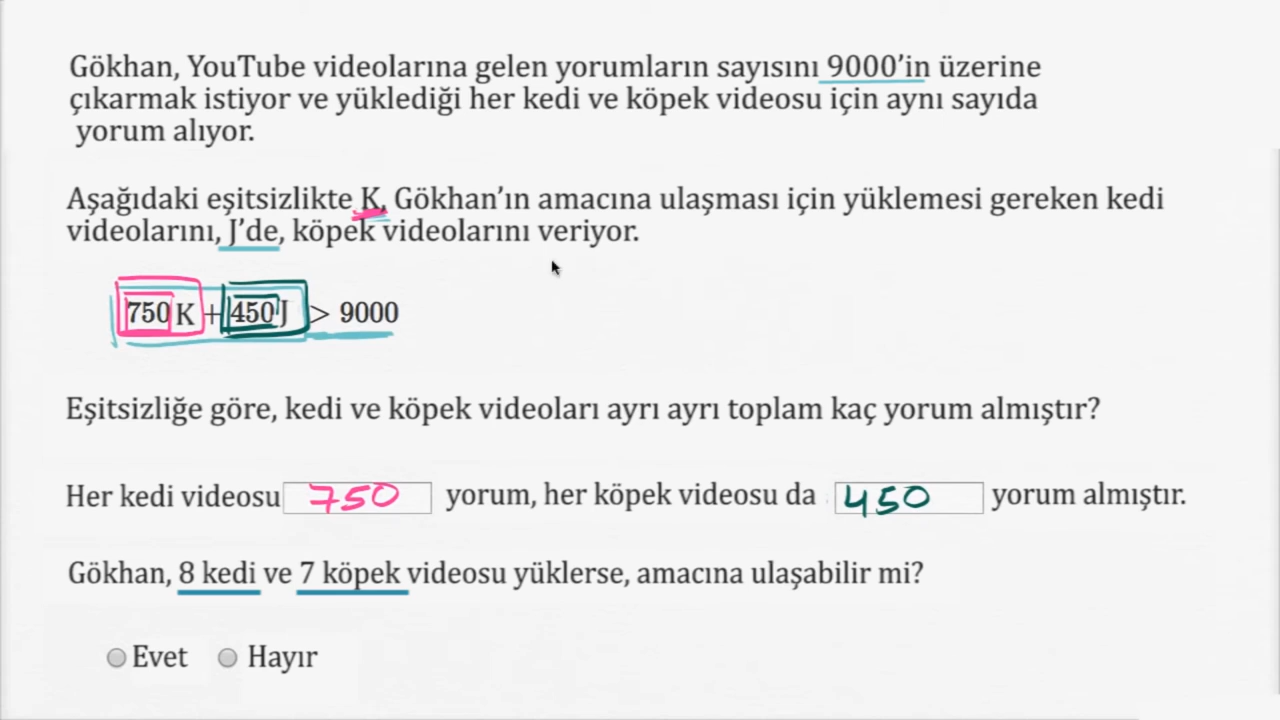 Gökhan, YouTube videolarına gelen yorumların sayısını 9000’in üzerine
çıkarmak istiyor ve yüklediği her kedi ve köpek videosu için aynı sayıda
yorum alıyor.
Aşağıdaki eşitsizlikte K, Gökhan’ın amacına ulaşması için yüklemesi gereken kedi
videolarını, J’de, köpek videolarını veriyor.
750 K + 450 J > 9000
Eşitsizliğe göre, kedi ve köpek videoları ayrı ayrı toplam kaç yorum almıştır?
Her kedi videosu 750 yorum, her köpek videosu da 450 yorum almıştır.
Gökhan, 8 kedi ve 7 köpek videosu yüklerse, amacına ulaşabilir mi?
Evet Hayır